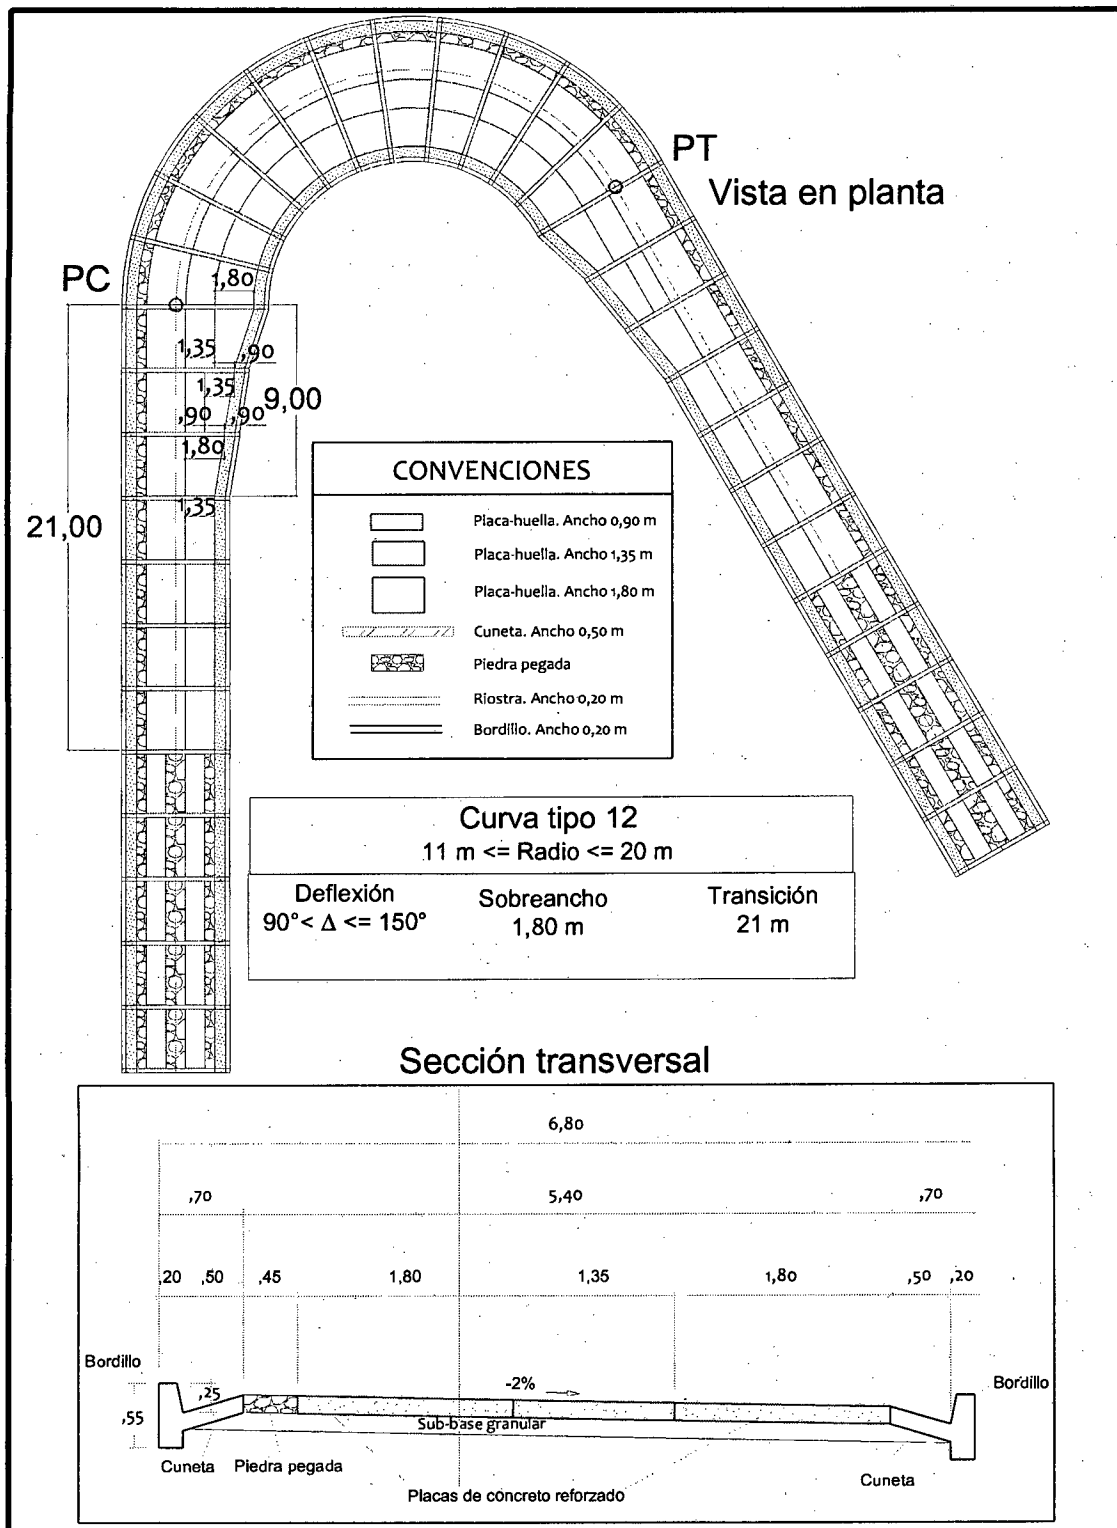 PT
Vista en planta
PC
1,80
1,35
,90
1,35
9,00
,90
,90
1,80
1,35
21,00
CONVENCIONES
Placa-huella. Ancho 0,90 m
Placa-huella. Ancho 1,35 m
Placa-huella. Ancho 1,80 m
Cuneta. Ancho 0,50 m
Piedra pegada
Riostra. Ancho 0,20 m
Bordillo. Ancho 0,20 m
Curva tipo 12
11 m <= Radio <= 20 m
Deflexión Sobreancho Transición
90°< Δ <= 150° 1,80 m 21 m
Sección transversal
6,80
,70 5,40 ,70
,20 ,50 ,45 1,80 1,35 1,80 ,50 ,20
Bordillo
-2%
Bordillo
,25
,55
Sub-base granular
Cuneta Piedra pegada Cuneta
Placas de concreto reforzado